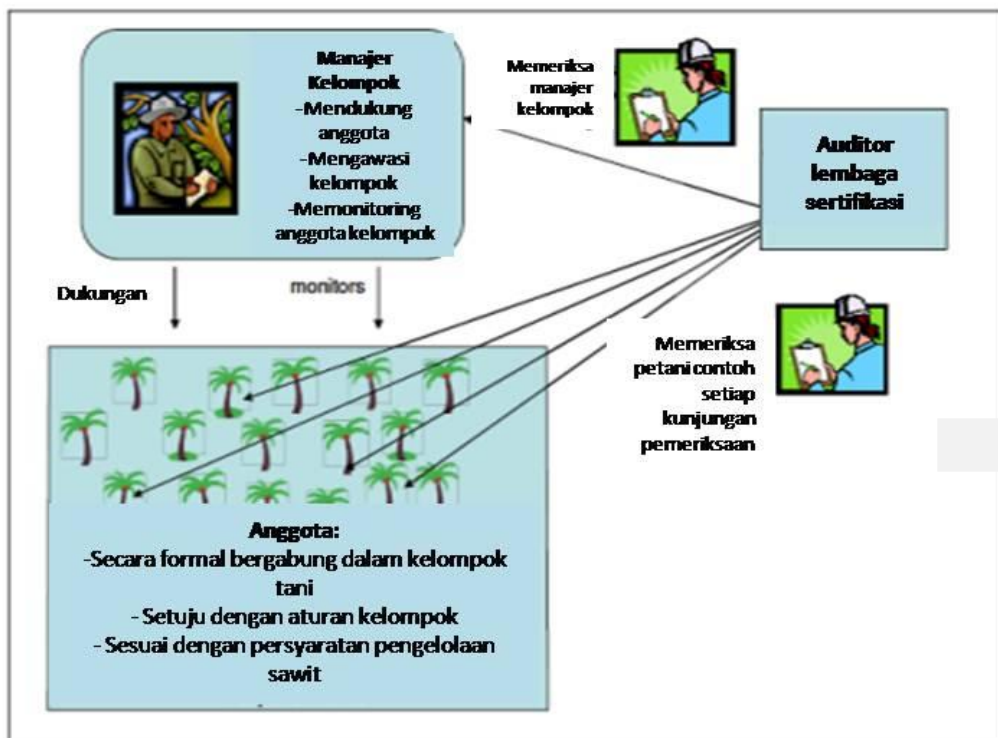 Manajer
Kelompok
-Mendukung
anggota
-Mengawasi
kelompok
-Memonitoring
anggota kelompok
Memeriksa
manajer
kelompok
Auditor
lembaga
sertifikasi
Dukungan
monitors
Memeriksa
petani contoh
setiap
kunjungan
pemeriksaan
Anggota:
-Secara formal bergabung dalam kelompok
tani
- Setuju dengan aturan kelompok
- Sesuai dengan persyaratan pengelolaan
sawit